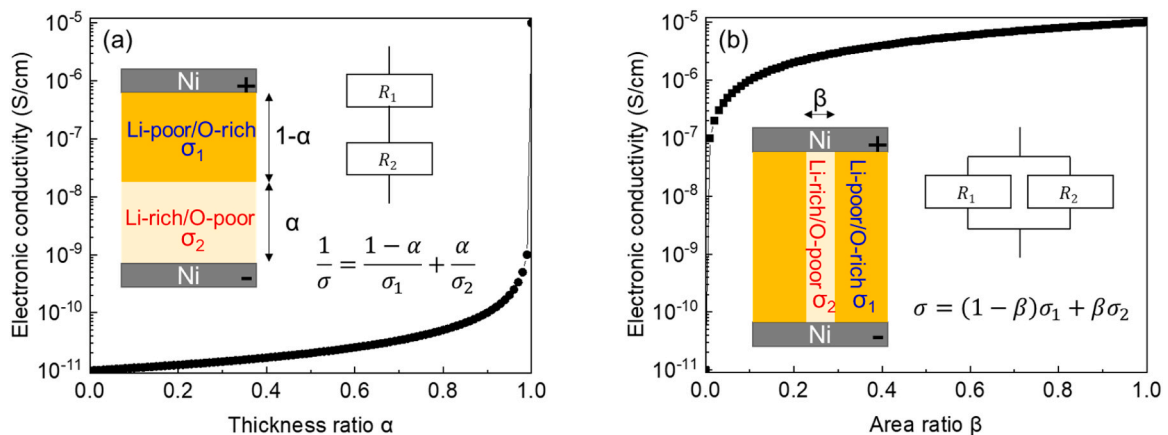 (a)
Electronic conductivity (S/cm)
10⁻⁵
10⁻⁶
10⁻⁷
10⁻⁸
10⁻⁹
10⁻¹⁰
10⁻¹¹
Ni +
Li-poor/O-rich
σ₁
1-α
Li-rich/O-poor
σ₂
α
Ni -
R₁
R₂
1/σ = (1 − α)/σ₁ + α/σ₂
0.0 0.2 0.4 0.6 0.8 1.0
Thickness ratio α
(b)
Electronic conductivity (S/cm)
10⁻⁵
10⁻⁶
10⁻⁷
10⁻⁸
10⁻⁹
10⁻¹⁰
10⁻¹¹
β
Ni +
Li-rich/O-poor σ₂
Li-poor/O-rich σ₁
Ni -
R₁ R₂
σ = (1 − β)σ₁ + βσ₂
0.0 0.2 0.4 0.6 0.8 1.0
Area ratio β